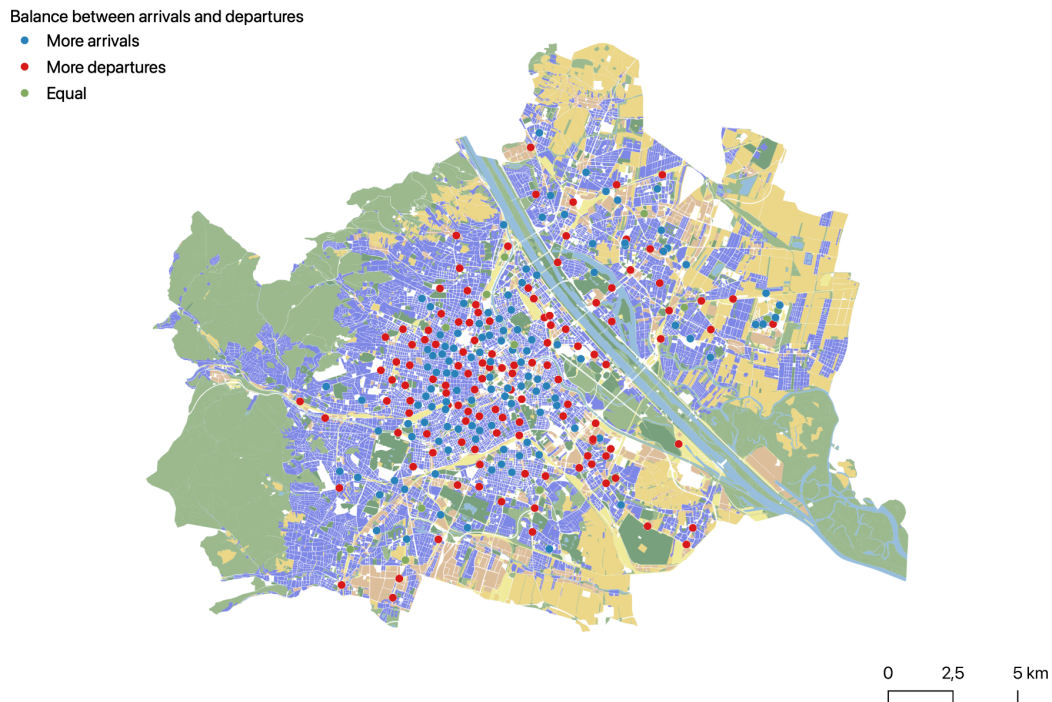 Balance between arrivals and departures
More arrivals
More departures
Equal
0 2,5 5 km